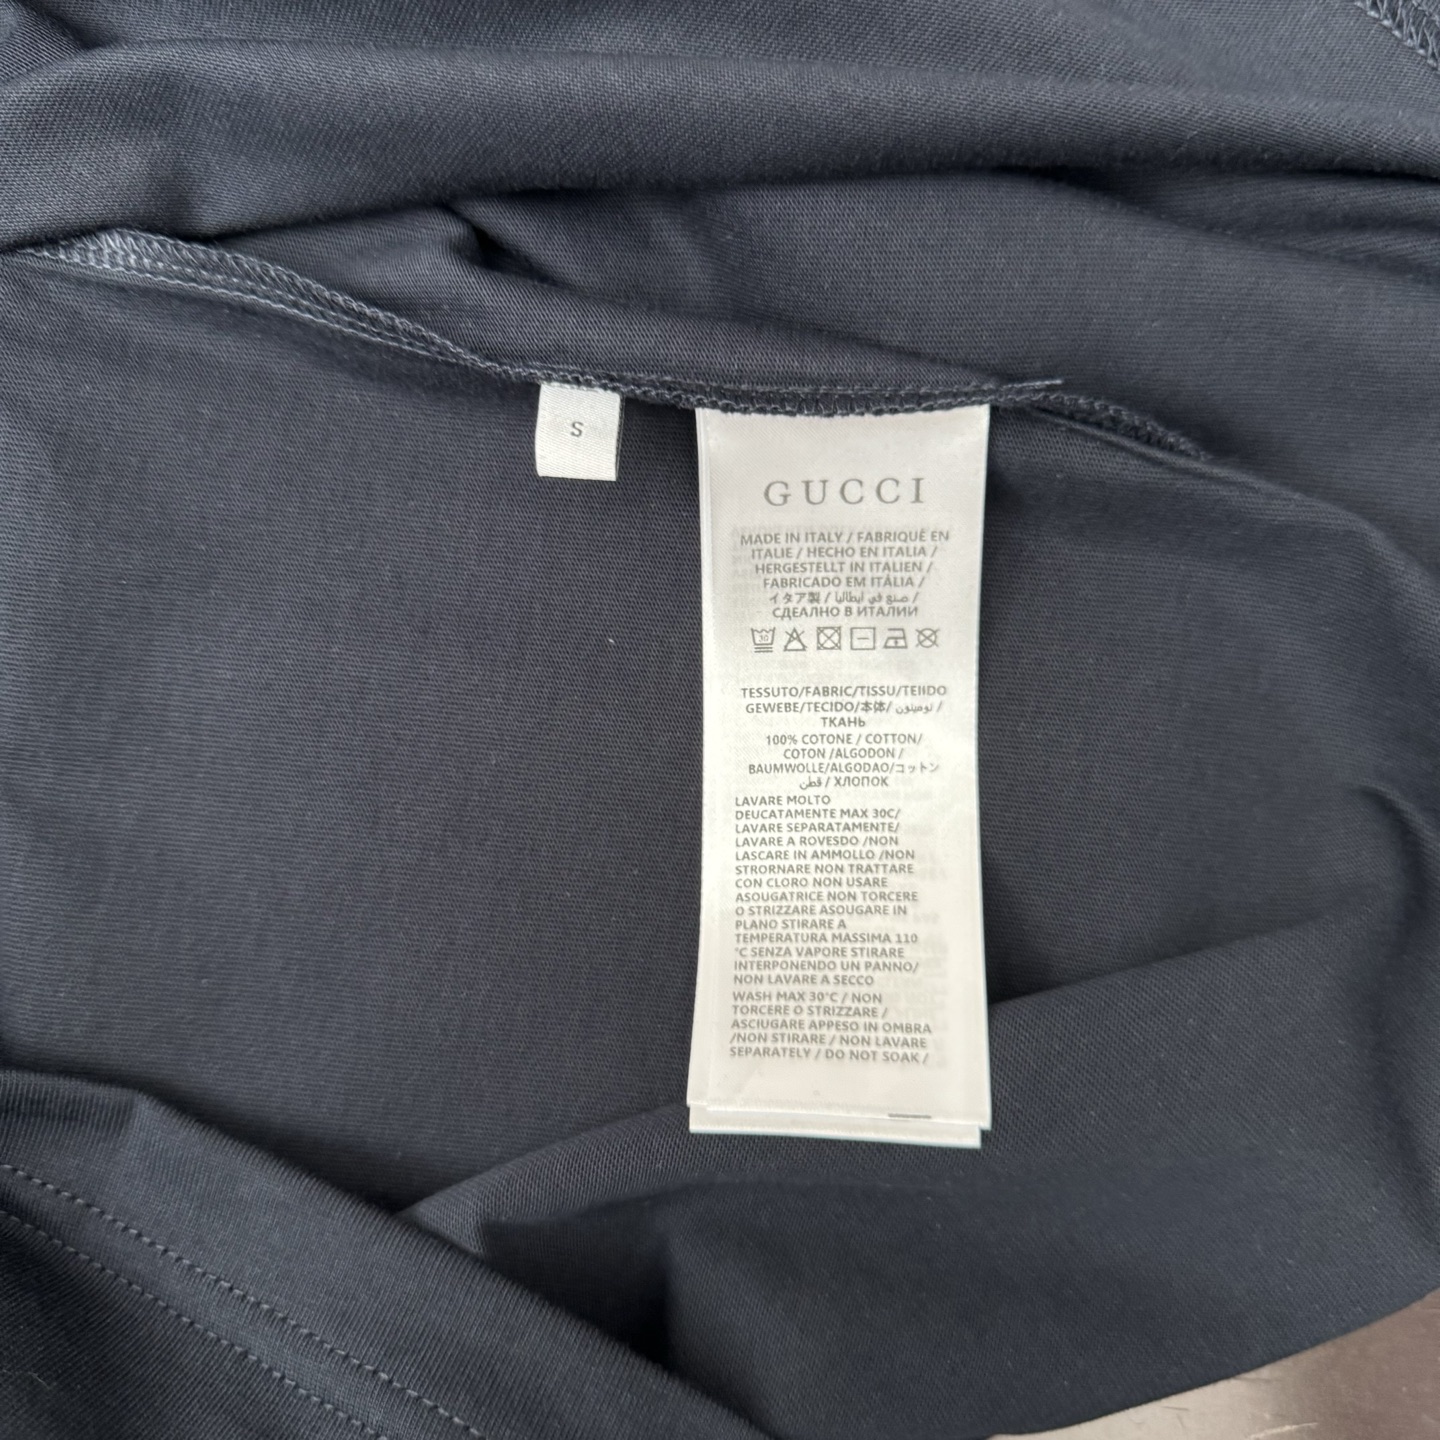 S
GUCCI
MADE IN ITALY / FABRIQUÉ EN
ITALIE / HECHO EN ITALIA /
HERGESTELLT IN ITALIEN /
FABRICADO EM ITÁLIA /
イタア製 / صنع في ايطاليا /
СДЕАЛНО В ИТАЛИИ
30
TESSUTO/FABRIC/TISSU/TEIIDO
GEWEBE/TECIDO/本体/ /
ТКАНЬ
100% COTONE / COTTON/
COTON /ALGODON /
BAUMWOLLE/ALGODAO/コットン
قطن / ХЛОПОК
LAVARE MOLTO
DEUCATAMENTE MAX 30C/
LAVARE SEPARATAMENTE/
LAVARE A ROVESDO /NON
LASCARE IN AMMOLLO /NON
STRORNARE NON TRATTARE
CON CLORO NON USARE
ASOUGATRICE NON TORCERE
O STRIZZARE ASOUGARE IN
PLANO STIRARE A
TEMPERATURA MASSIMA 110
°C SENZA VAPORE STIRARE
INTERPONENDO UN PANNO/
NON LAVARE A SECCO
WASH MAX 30°C / NON
TORCERE O STRIZZARE /
ASCIUGARE APPESO IN OMBRA
/NON STIRARE / NON LAVARE
SEPARATELY / DO NOT SOAK /